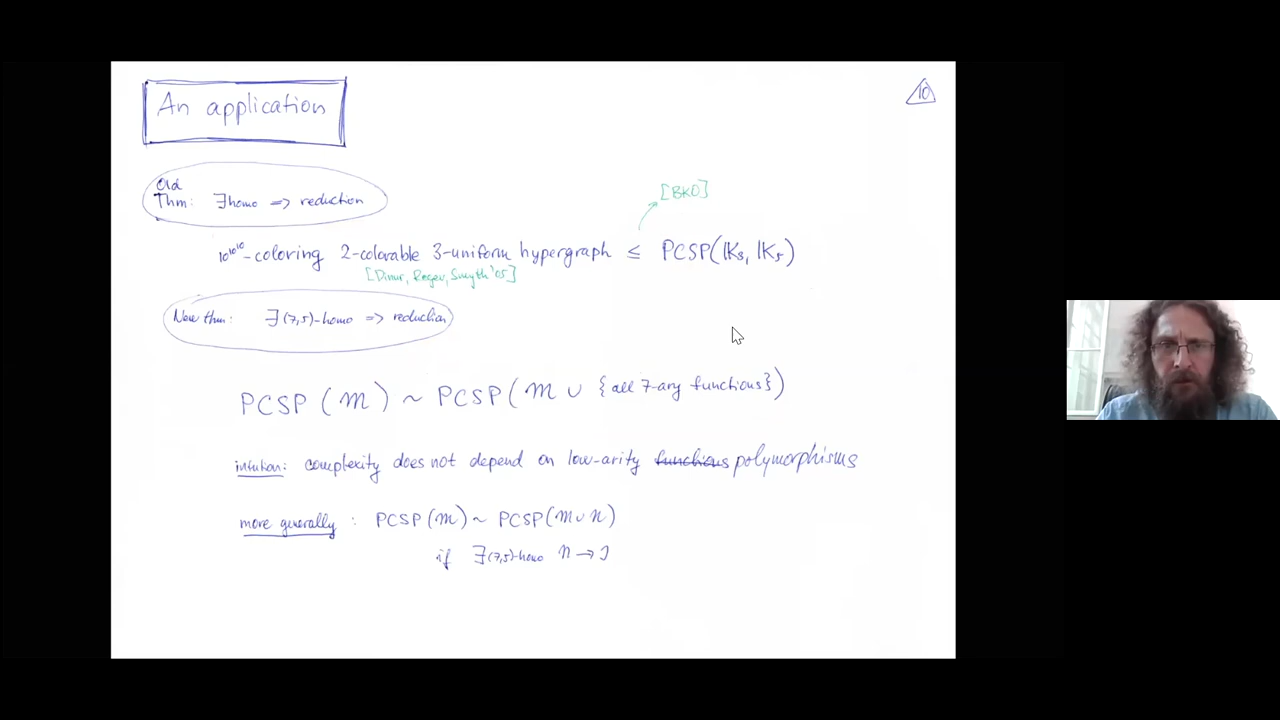 An application
10
Old
Thm: ∃homo => reduction
[BKO]
10^10^10-coloring 2-colorable 3-uniform hypergraph ≤ PCSP(𝕂₃, 𝕂₅)
[Dinur, Regev, Smyth '05]
New thm: ∃(7,5)-homo => reduction
PCSP(M) ~ PCSP(M ∪ {all 7-ary functions})
intuition: complexity does not depend on low-arity functions polymorphisms
more generally: PCSP(M) ~ PCSP(M ∪ N)
if ∃(7,5)-homo N → J